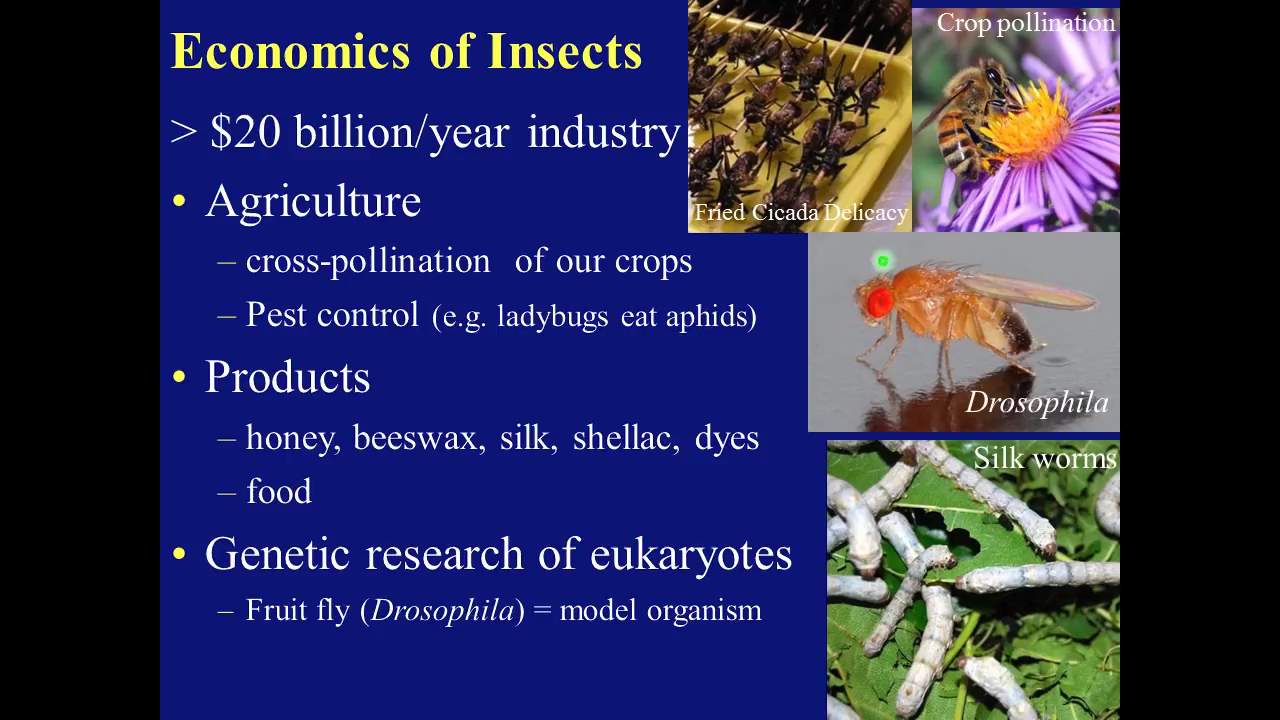 Economics of Insects
> $20 billion/year industry:
• Agriculture
– cross-pollination of our crops
– Pest control (e.g. ladybugs eat aphids)
• Products
– honey, beeswax, silk, shellac, dyes
– food
• Genetic research of eukaryotes
– Fruit fly (Drosophila) = model organism
Fried Cicada Delicacy
Crop pollination
Drosophila
Silk worms